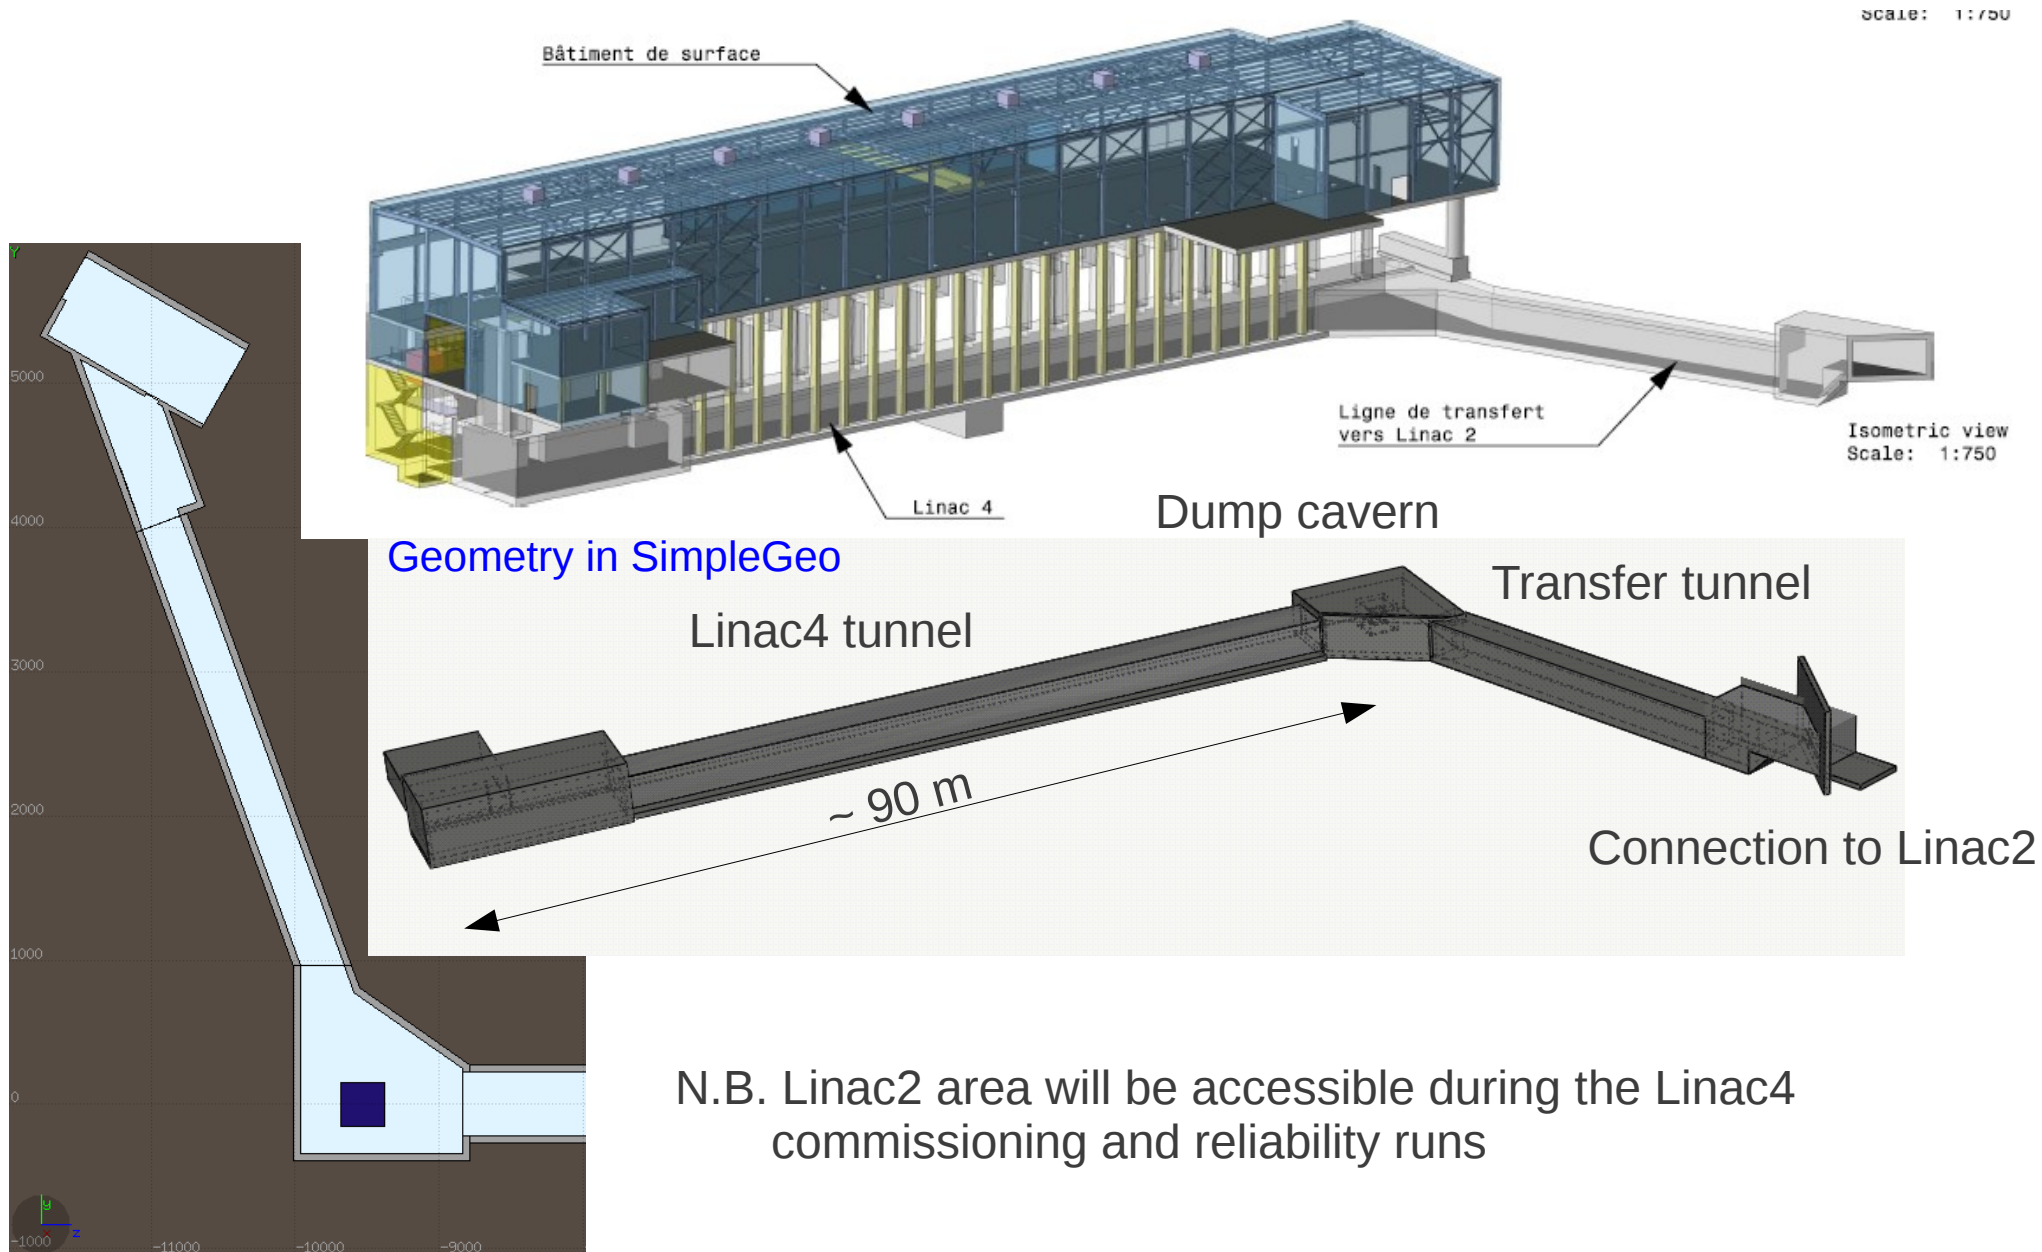 Scale: 1:750
Bâtiment de surface
Y
5000
4000
3000
2000
1000
0
-1000
-11000
-10000
-9000
y
x
z
Ligne de transfert
vers Linac 2
Isometric view
Scale: 1:750
Linac 4
Dump cavern
Geometry in SimpleGeo
Transfer tunnel
Linac4 tunnel
~ 90 m
Connection to Linac2
N.B. Linac2 area will be accessible during the Linac4
commissioning and reliability runs